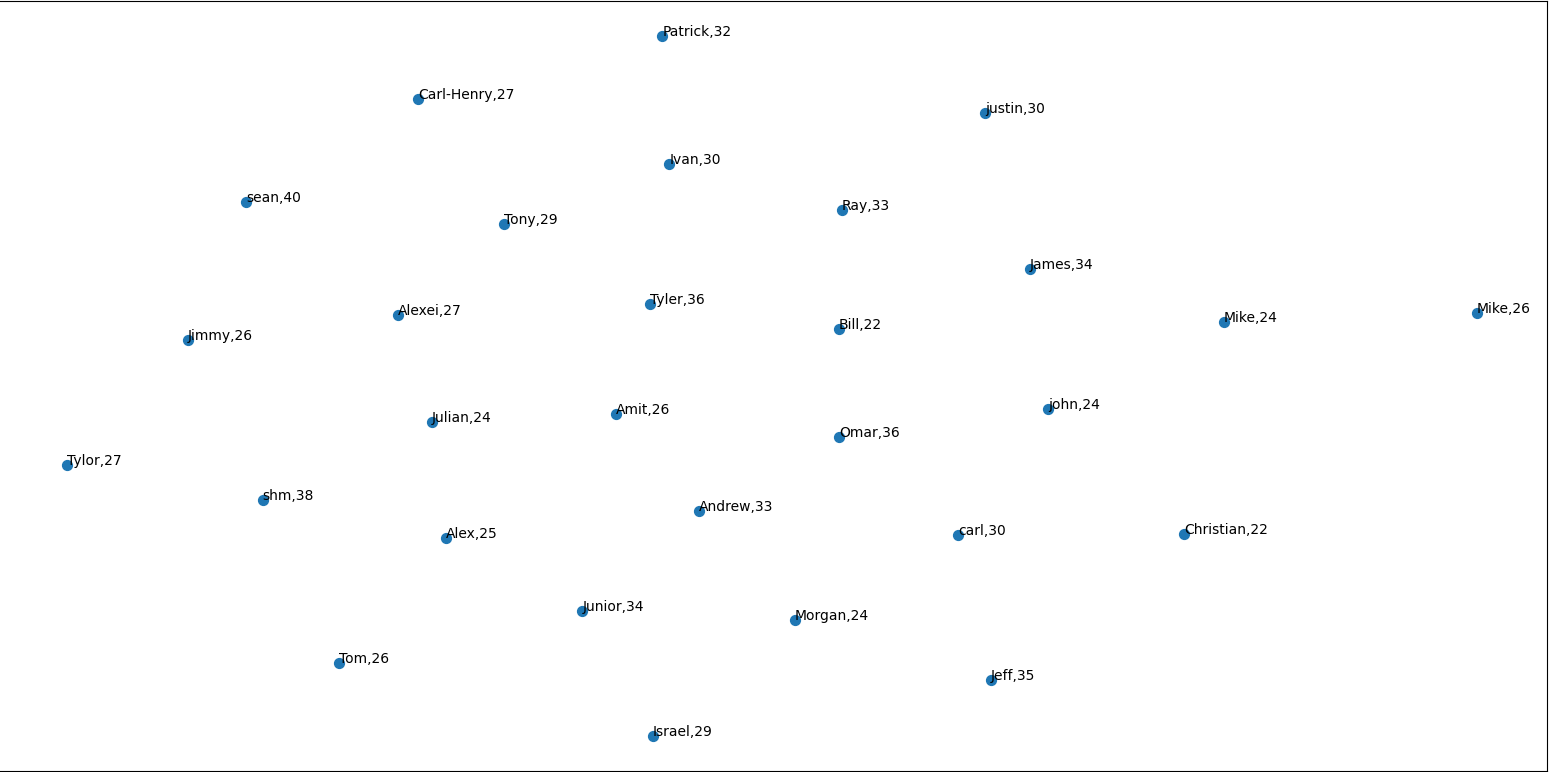 Patrick,32
Carl-Henry,27
justin,30
Ivan,30
sean,40
Ray,33
Tony,29
James,34
Tyler,36
Mike,26
Alexei,27
Mike,24
Bill,22
Jimmy,26
john,24
Amit,26
Julian,24
Omar,36
Tylor,27
shm,38
Andrew,33
Christian,22
carl,30
Alex,25
Junior,34
Morgan,24
Tom,26
Jeff,35
Israel,29